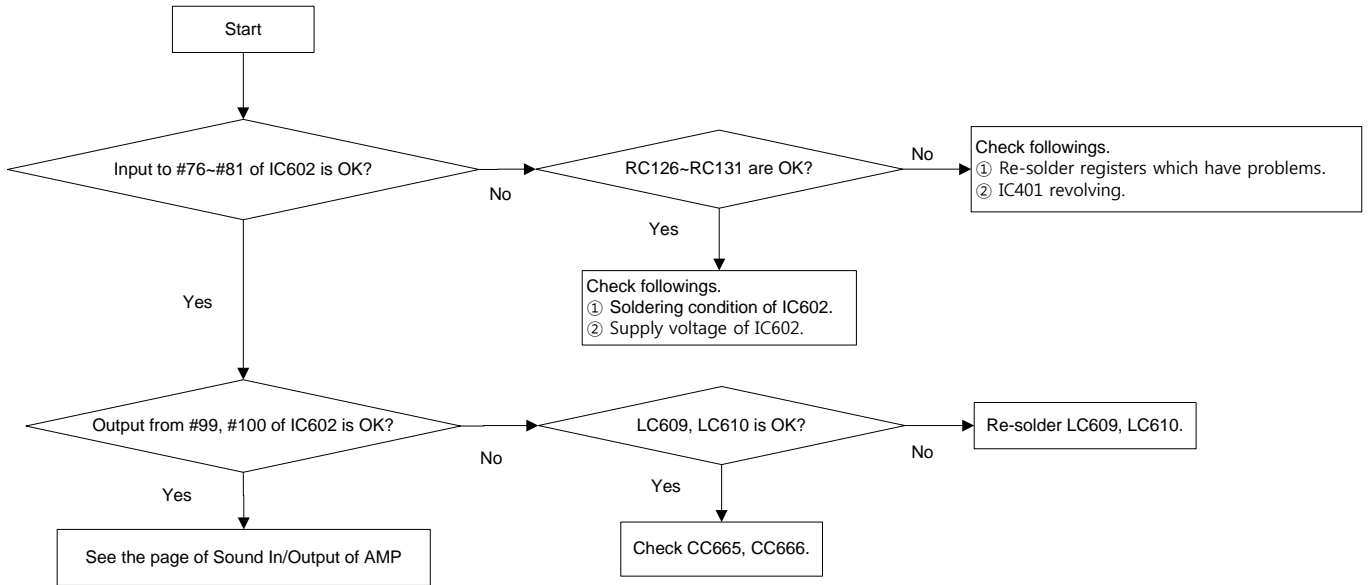 Start
Input to #76~#81 of IC602 is OK?
No
RC126~RC131 are OK?
No
Check followings.
① Re-solder registers which have problems.
② IC401 revolving.
Yes
Check followings.
① Soldering condition of IC602.
② Supply voltage of IC602.
Yes
Output from #99, #100 of IC602 is OK?
No
LC609, LC610 is OK?
No
Re-solder LC609, LC610.
Yes
Check CC665, CC666.
Yes
See the page of Sound In/Output of AMP